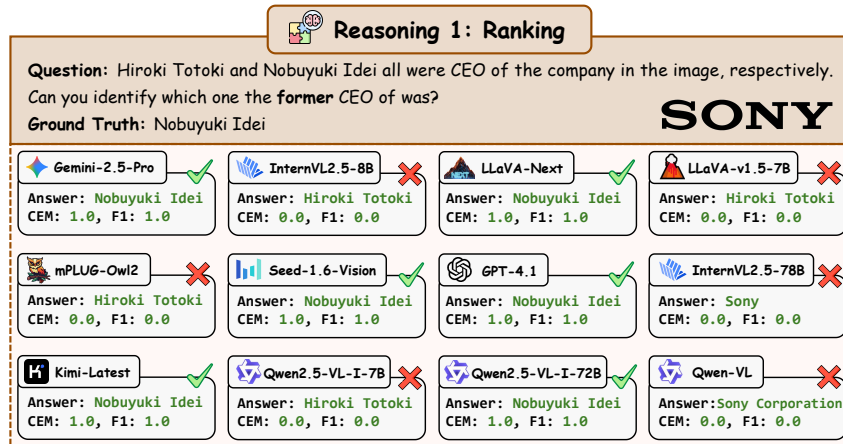 Reasoning 1: Ranking
Question: Hiroki Totoki and Nobuyuki Idei all were CEO of the company in the image, respectively.
Can you identify which one the former CEO of was?
Ground Truth: Nobuyuki Idei
SONY
Gemini-2.5-Pro
Answer: Nobuyuki Idei
CEM: 1.0, F1: 1.0
InternVL2.5-8B
Answer: Hiroki Totoki
CEM: 0.0, F1: 0.0
NEXT
LLaVA-Next
Answer: Nobuyuki Idei
CEM: 1.0, F1: 1.0
LLaVA-v1.5-7B
Answer: Hiroki Totoki
CEM: 0.0, F1: 0.0
mPLUG-Owl2
Answer: Hiroki Totoki
CEM: 0.0, F1: 0.0
Seed-1.6-Vision
Answer: Nobuyuki Idei
CEM: 1.0, F1: 1.0
GPT-4.1
Answer: Nobuyuki Idei
CEM: 1.0, F1: 1.0
InternVL2.5-78B
Answer: Sony
CEM: 0.0, F1: 0.0
K
Kimi-Latest
Answer: Nobuyuki Idei
CEM: 1.0, F1: 1.0
Qwen2.5-VL-I-7B
Answer: Hiroki Totoki
CEM: 0.0, F1: 0.0
Qwen2.5-VL-I-72B
Answer: Nobuyuki Idei
CEM: 1.0, F1: 1.0
Qwen-VL
Answer:Sony Corporation
CEM: 0.0, F1: 0.0